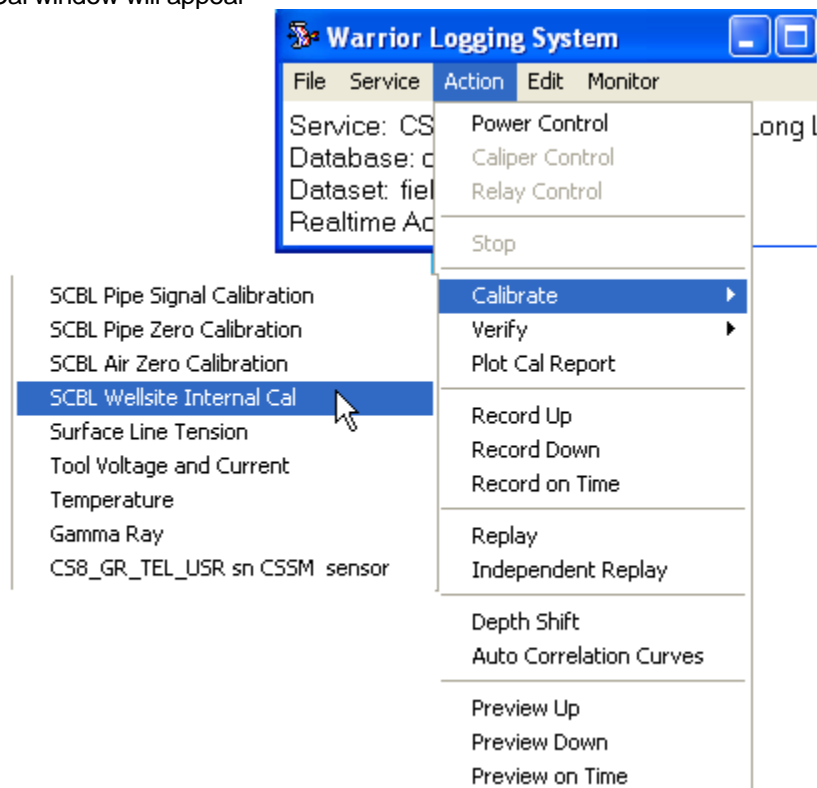 Cal window will appear
Warrior Logging System
File Service Action Edit Monitor
Service: CS
Long L
Database: c
Dataset: fiel
Realtime Ac
Power Control
Caliper Control
Relay Control
Stop
Calibrate
Verify
Plot Cal Report
Record Up
Record Down
Record on Time
Replay
Independent Replay
Depth Shift
Auto Correlation Curves
Preview Up
Preview Down
Preview on Time
SCBL Pipe Signal Calibration
SCBL Pipe Zero Calibration
SCBL Air Zero Calibration
SCBL Wellsite Internal Cal
Surface Line Tension
Tool Voltage and Current
Temperature
Gamma Ray
CS8_GR_TEL_USR sn CSSM sensor